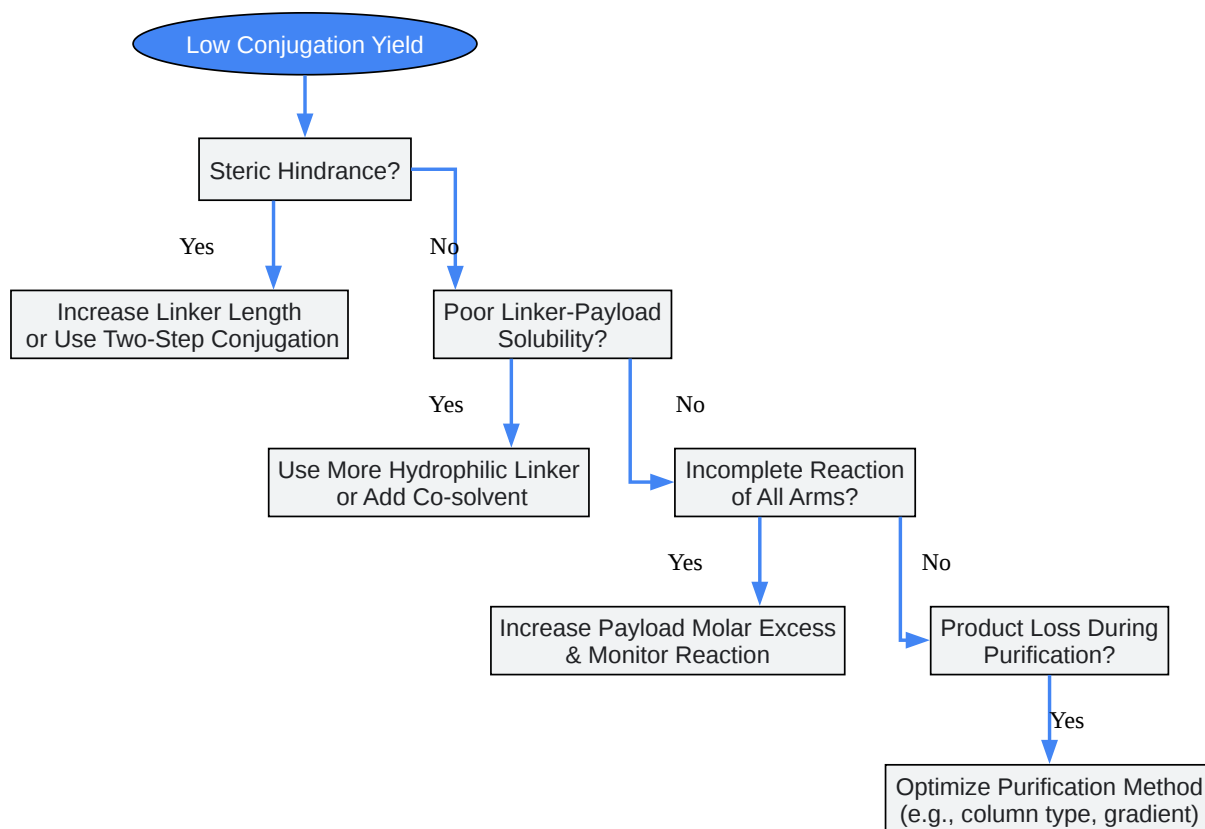 Low Conjugation Yield
Steric Hindrance?
Yes
No
Increase Linker Length
or Use Two-Step Conjugation
Poor Linker-Payload
Solubility?
Yes
No
Use More Hydrophilic Linker
or Add Co-solvent
Incomplete Reaction
of All Arms?
Yes
No
Increase Payload Molar Excess
& Monitor Reaction
Product Loss During
Purification?
Yes
Optimize Purification Method
(e.g., column type, gradient)